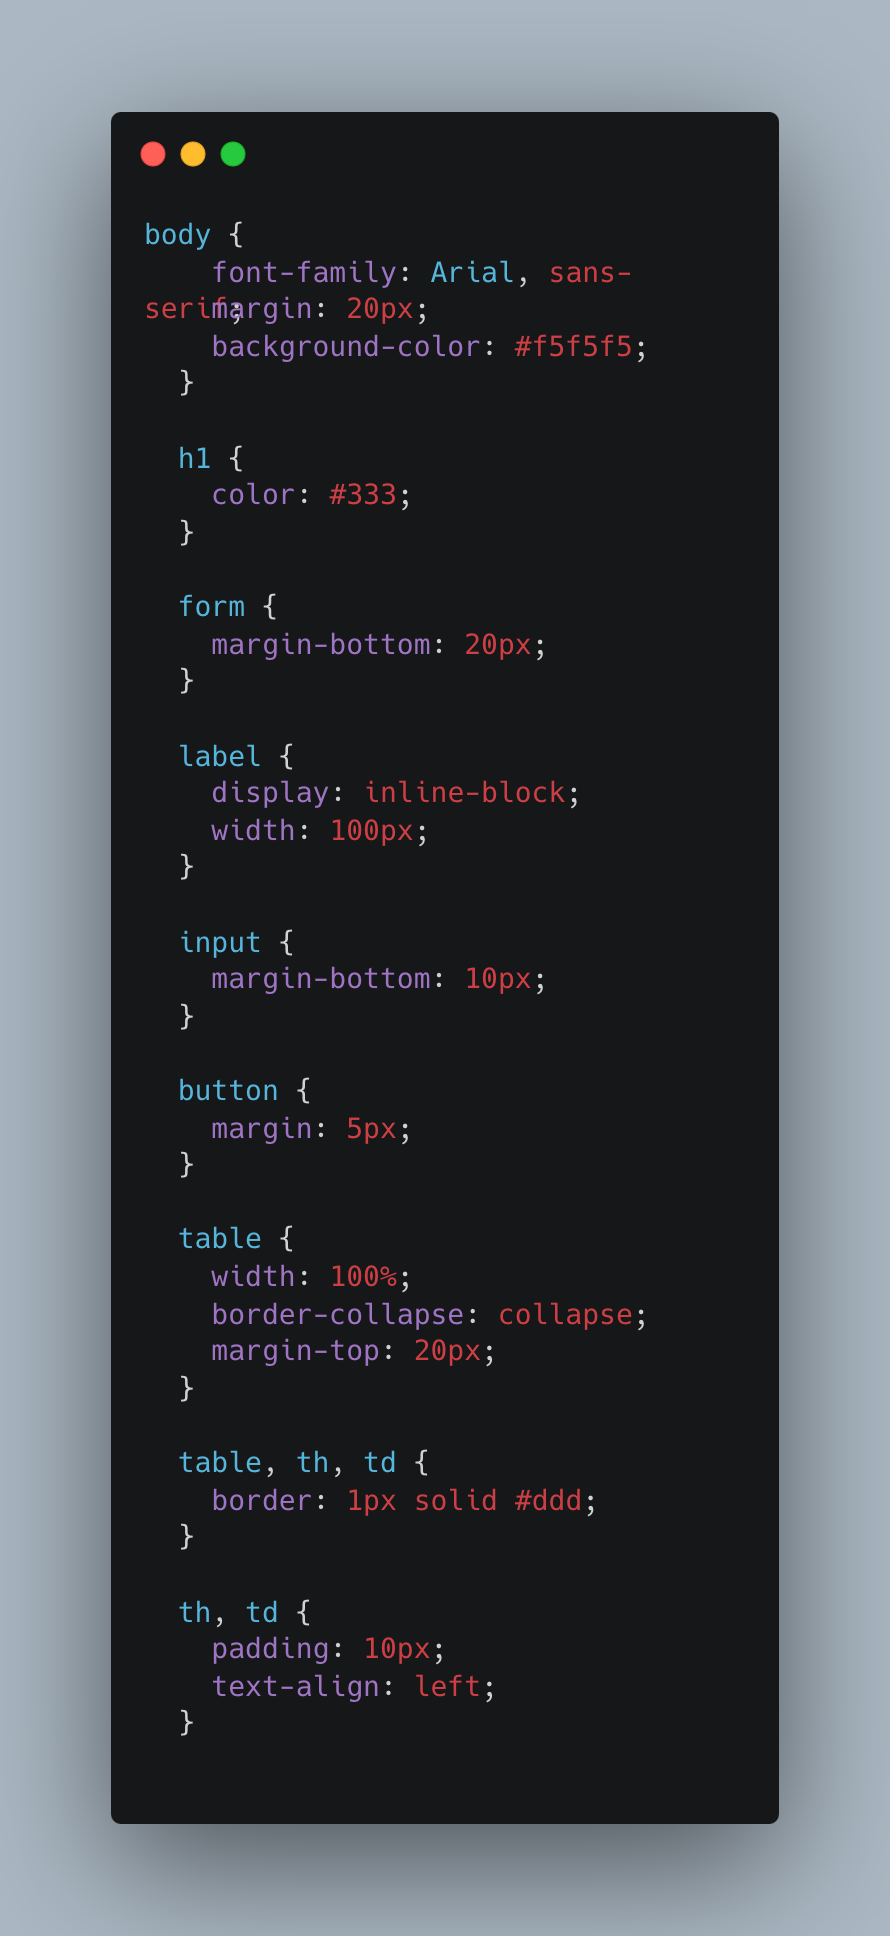 body {
    font-family: Arial, sans-
serif;
    margin: 20px;
    background-color: #f5f5f5;
  }

  h1 {
    color: #333;
  }

  form {
    margin-bottom: 20px;
  }

  label {
    display: inline-block;
    width: 100px;
  }

  input {
    margin-bottom: 10px;
  }

  button {
    margin: 5px;
  }

  table {
    width: 100%;
    border-collapse: collapse;
    margin-top: 20px;
  }

  table, th, td {
    border: 1px solid #ddd;
  }

  th, td {
    padding: 10px;
    text-align: left;
  }